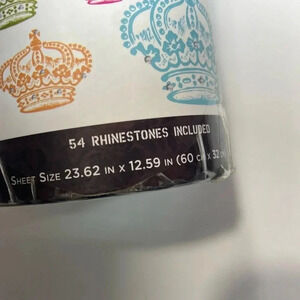 54 RHINESTONES INCLUDED
SHEET SIZE 23.62 IN X 12.59 IN (60 CM X 32